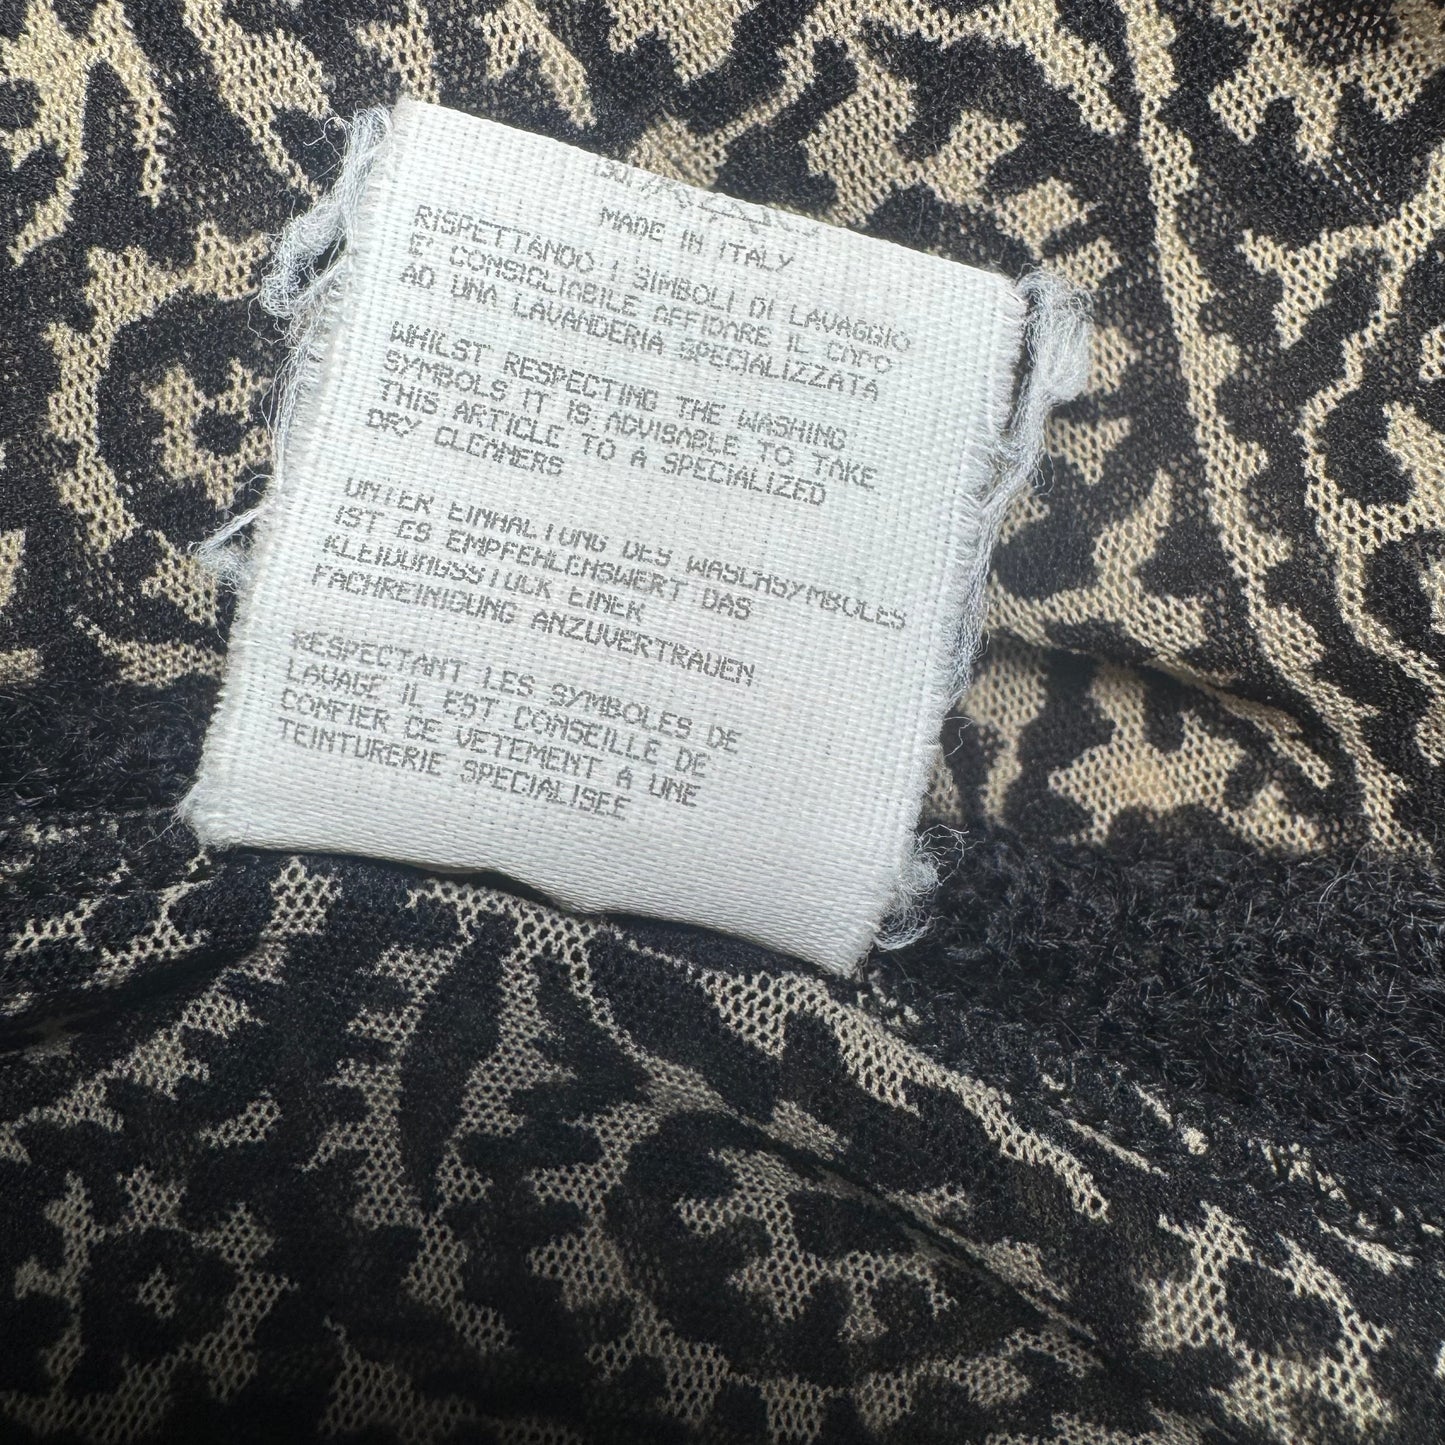 MADE IN ITALY
RISPETTANDO I SIMBOLI DI LAVAGGIO
E' CONSIGLIABILE AFFIDARE IL CAPO
AD UNA LAVANDERIA SPECIALIZZATA
WHILST RESPECTING THE WASHING
SYMBOLS IT IS ADVISABLE TO TAKE
THIS ARTICLE TO A SPECIALIZED
DRY CLEANERS
UNTER EINHALTUNG DES WASCHSYMBOLES
IST ES EMPFEHLENSWERT DAS
KLEIDUNGSSTUCK EINER
FACHREINIGUNG ANZUVERTRAUEN
RESPECTANT LES SYMBOLES DE
LAVAGE IL EST CONSEILLE DE
CONFIER CE VETEMENT A UNE
TEINTURERIE SPECIALISEE